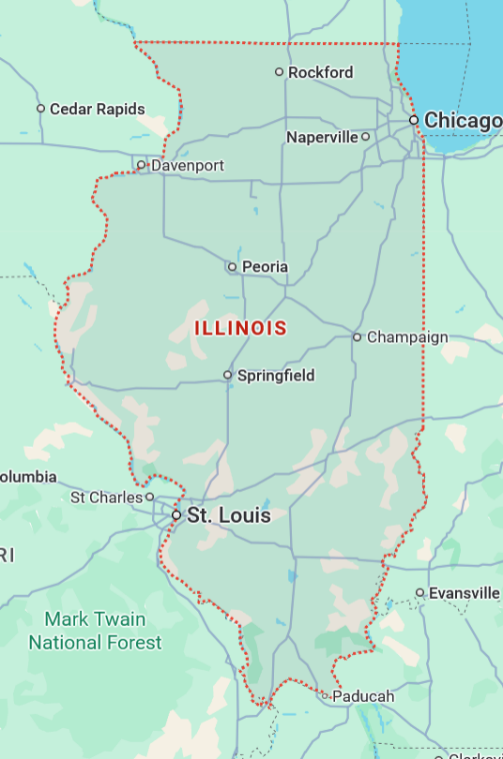 Rockford
Chicago
Cedar Rapids
Naperville
Davenport
Peoria
ILLINOIS
Champaign
Springfield
olumbia
St Charles
St. Louis
RI
Evansville
Mark Twain
National Forest
Paducah